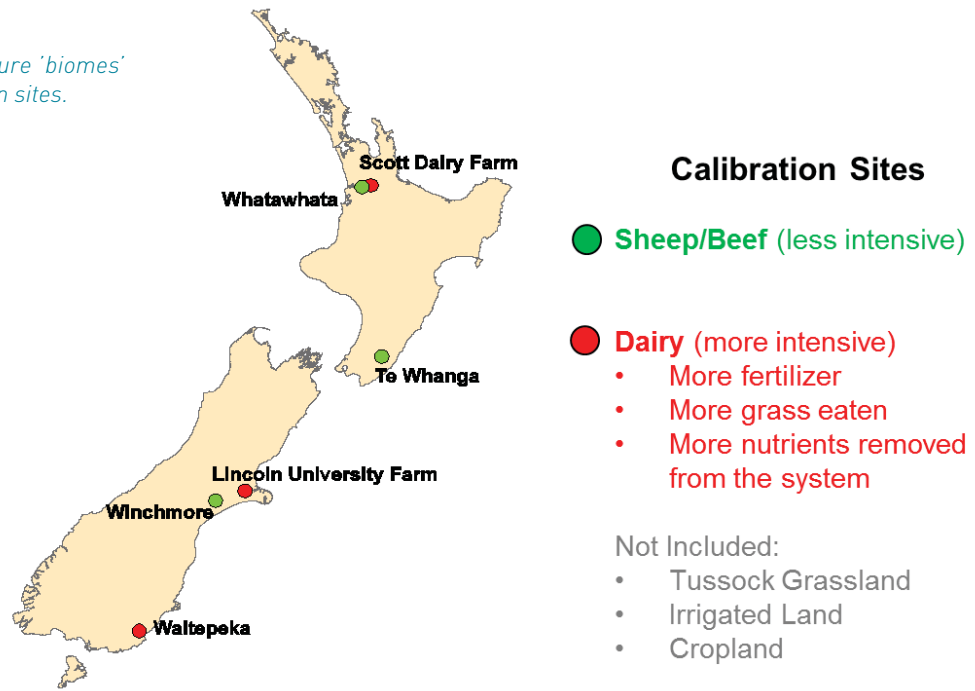 ure 'biomes'
n sites.
Scott Dairy Farm
Whatawhata
Te Whanga
Lincoln University Farm
Winchmore
Waitepeka
Calibration Sites
Sheep/Beef (less intensive)
Dairy (more intensive)
• More fertilizer
• More grass eaten
• More nutrients removed
from the system
Not Included:
• Tussock Grassland
• Irrigated Land
• Cropland